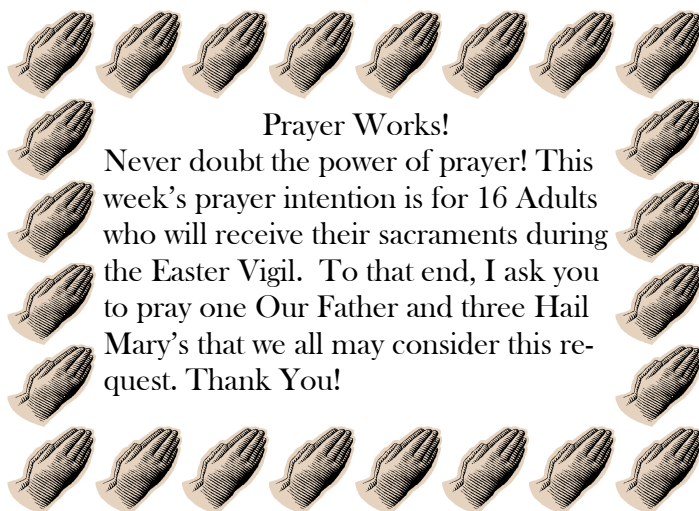 Prayer Works!
Never doubt the power of prayer! This
week's prayer intention is for 16 Adults
who will receive their sacraments during
the Easter Vigil.  To that end, I ask you
to pray one Our Father and three Hail
Mary's that we all may consider this re-
quest. Thank You!